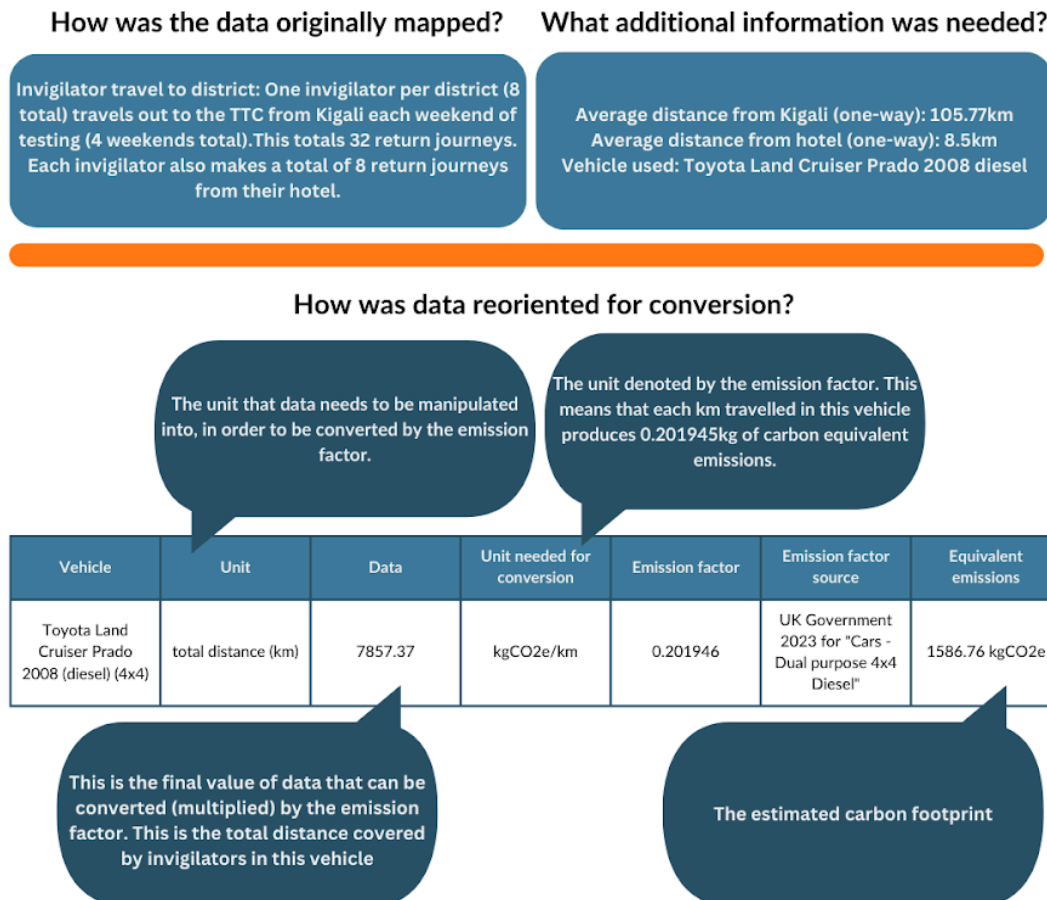 How was the data originally mapped?
What additional information was needed?
Invigilator travel to district: One invigilator per district (8
total) travels out to the TTC from Kigali each weekend of
testing (4 weekends total).This totals 32 return journeys.
Each invigilator also makes a total of 8 return journeys
from their hotel.
Average distance from Kigali (one-way): 105.77km
Average distance from hotel (one-way): 8.5km
Vehicle used: Toyota Land Cruiser Prado 2008 diesel
How was data reoriented for conversion?
The unit that data needs to be manipulated
into, in order to be converted by the emission
factor.
The unit denoted by the emission factor. This
means that each km travelled in this vehicle
produces 0.201945kg of carbon equivalent
emissions.
Vehicle
Unit
Data
Unit needed for
conversion
Emission factor
Emission factor
source
Equivalent
emissions
Toyota Land
Cruiser Prado
2008 (diesel) (4x4)
total distance (km)
7857.37
kgCO2e/km
0.201946
UK Government
2023 for "Cars -
Dual purpose 4x4
Diesel"
1586.76 kgCO2e
This is the final value of data that can be
converted (multiplied) by the emission
factor. This is the total distance covered
by invigilators in this vehicle
The estimated carbon footprint